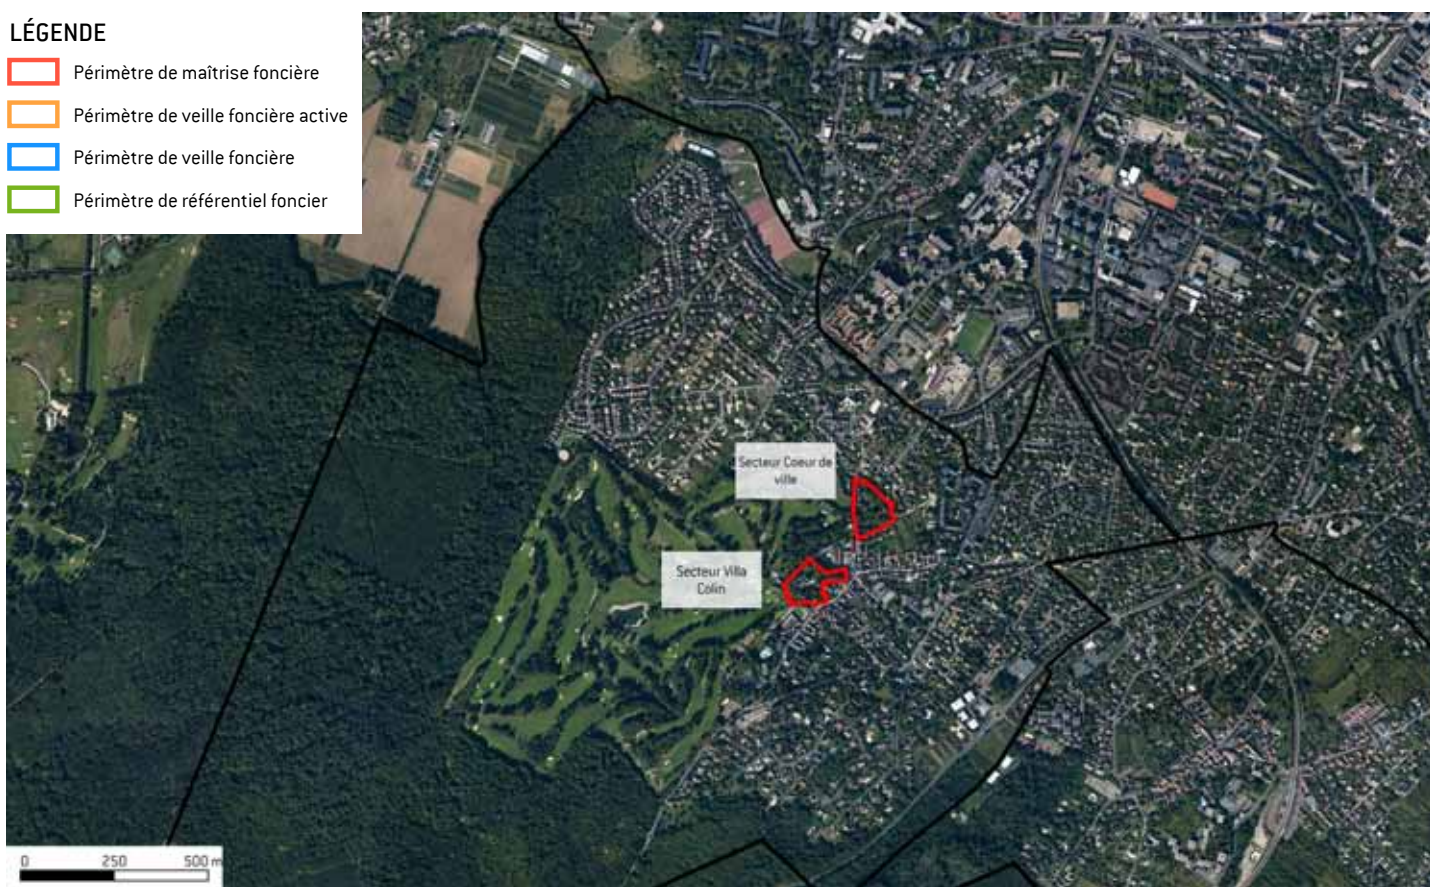 LÉGENDE
Périmètre de maîtrise foncière
Périmètre de veille foncière active
Périmètre de veille foncière
Périmètre de référentiel foncier
Secteur Coeur de
ville
Secteur Villa
Colin
0 250 500 m